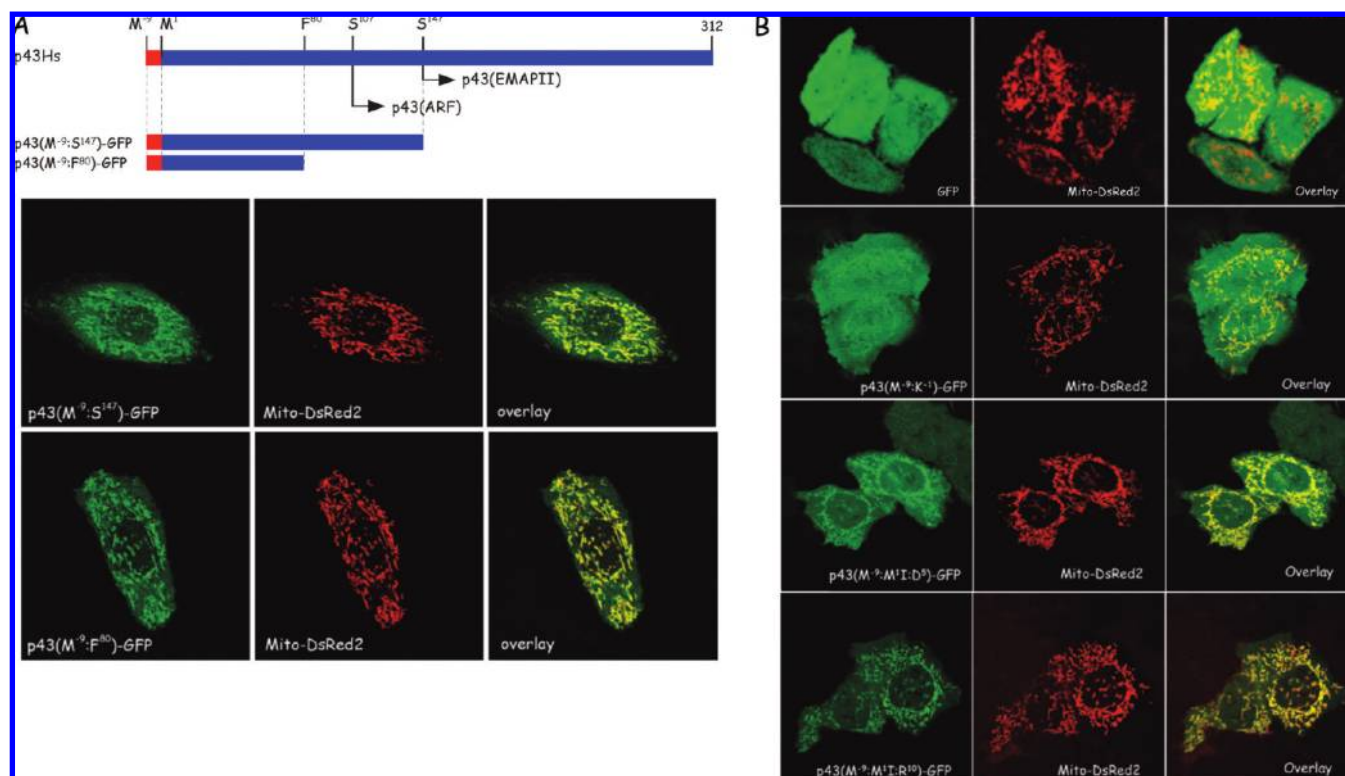 A
M⁻⁹ M¹ F⁸⁰ S¹⁰⁷ S¹⁴⁷ 312
p43Hs
p43(EMAPII)
p43(ARF)
p43(M⁻⁹:S¹⁴⁷)-GFP
p43(M⁻⁹:F⁸⁰)-GFP
p43(M⁻⁹:S¹⁴⁷)-GFP Mito-DsRed2 overlay
p43(M⁻⁹:F⁸⁰)-GFP Mito-DsRed2 overlay
B
GFP Mito-DsRed2 Overlay
p43(M⁻⁹:K⁻¹)-GFP Mito-DsRed2 Overlay
p43(M⁻⁹:M¹I:D⁵)-GFP Mito-DsRed2 Overlay
p43(M⁻⁹:M¹I:R¹⁰)-GFP Mito-DsRed2 Overlay